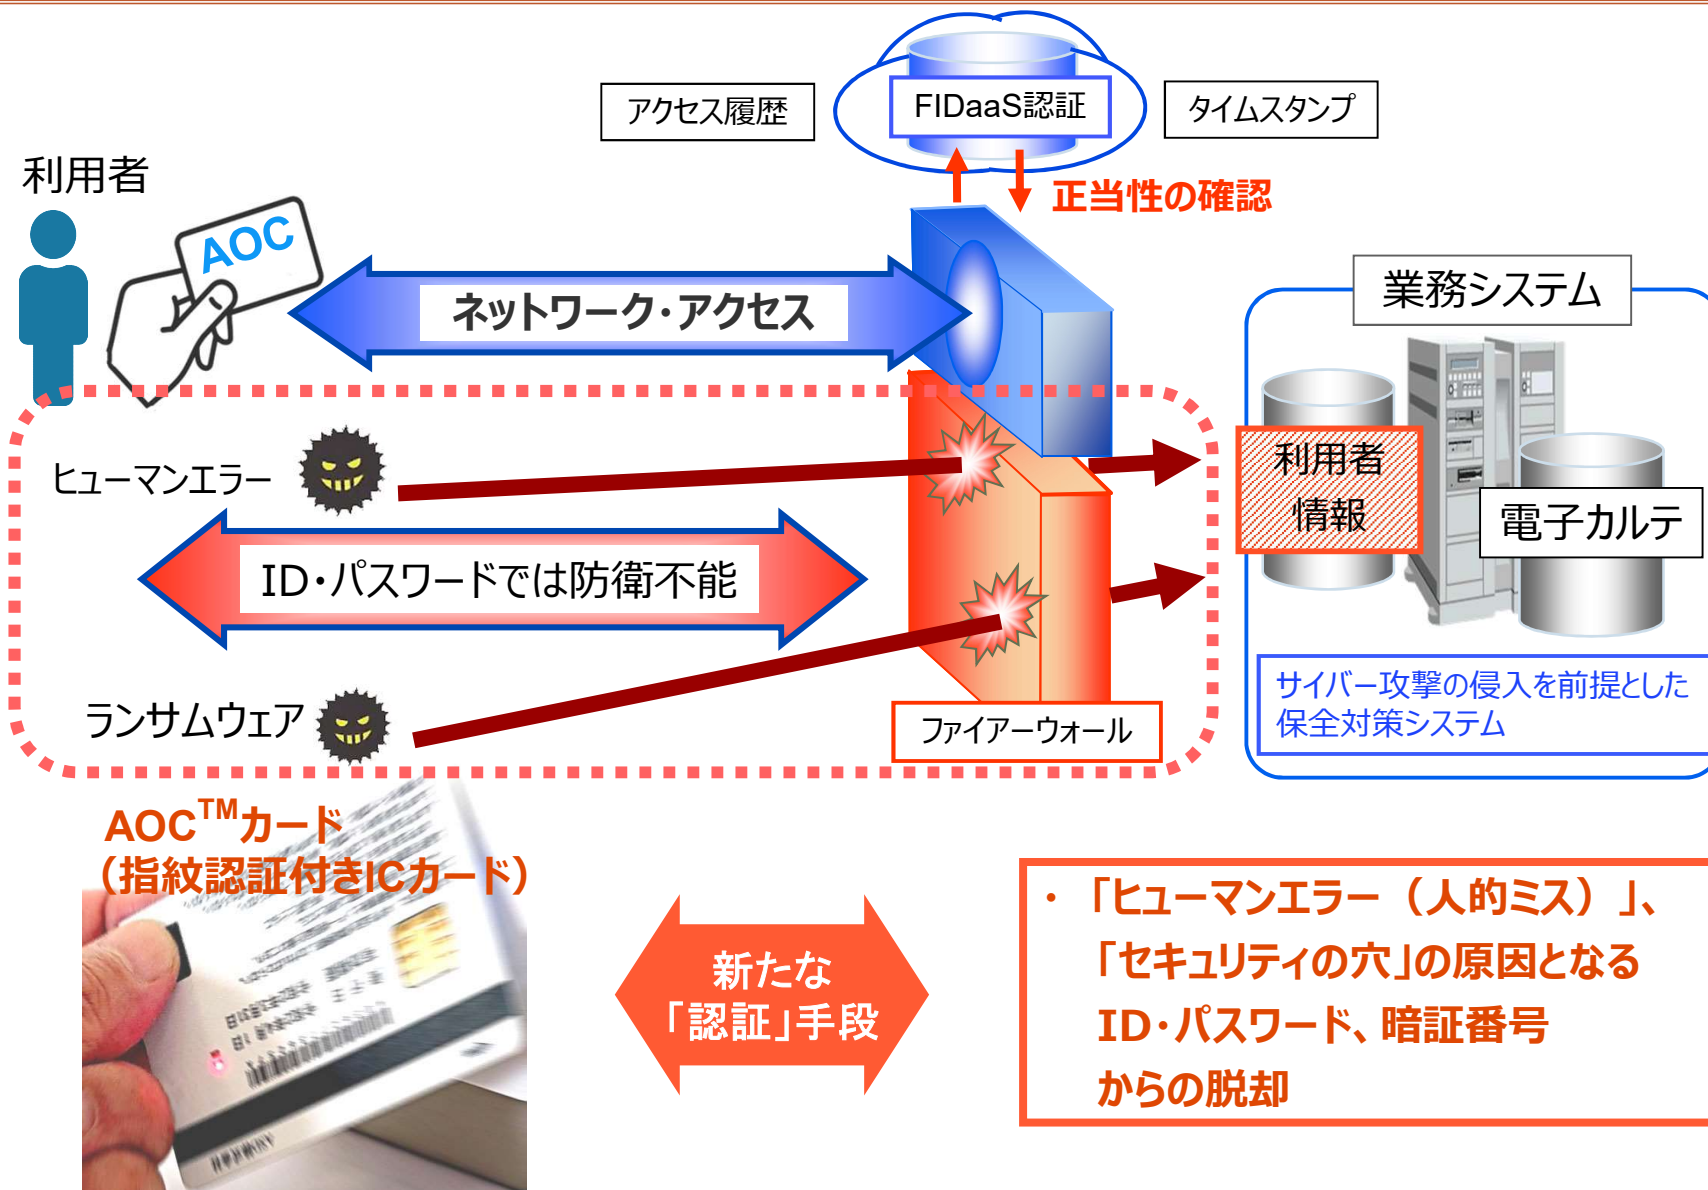 アクセス履歴
FIDaaS認証
タイムスタンプ
利用者
正当性の確認
AOC
ネットワーク・アクセス
業務システム
ヒューマンエラー
利用者
情報
電子カルテ
ID・パスワードでは防衛不能
ランサムウェア
ファイアーウォール
サイバー攻撃の侵入を前提とした
保全対策システム
AOC™カード
（指紋認証付きICカード）
新たな
「認証」手段
・「ヒューマンエラー（人的ミス）」、
「セキュリティの穴」の原因となる
ID・パスワード、暗証番号
からの脱却